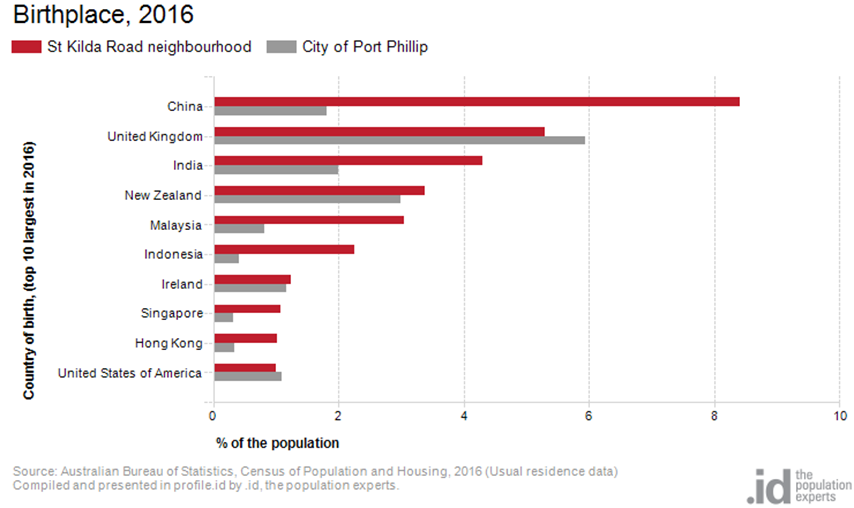 Birthplace, 2016
St Kilda Road neighbourhood
City of Port Phillip
Country of birth, (top 10 largest in 2016)
China
United Kingdom
India
New Zealand
Malaysia
Indonesia
Ireland
Singapore
Hong Kong
United States of America
0 2 4 6 8 10
% of the population
Source: Australian Bureau of Statistics, Census of Population and Housing, 2016 (Usual residence data)
Compiled and presented in profile.id by .id, the population experts.
.id the
population
experts